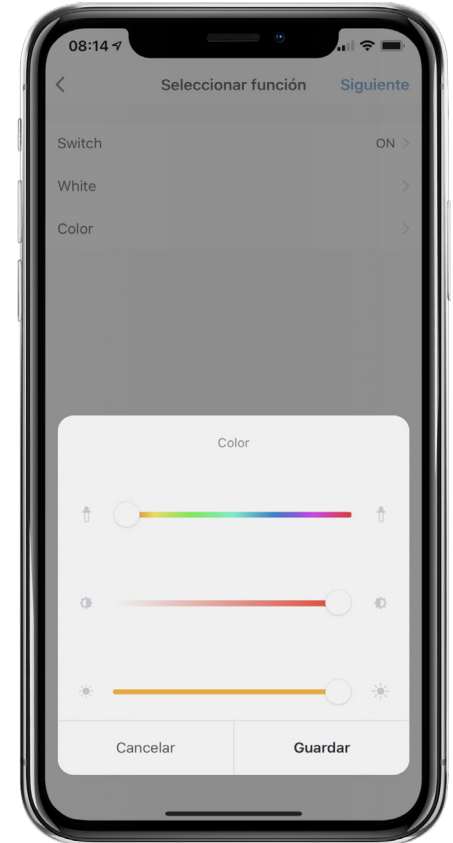 08:14
Seleccionar función Siguiente
Switch ON
White
Color
Color
Cancelar Guardar